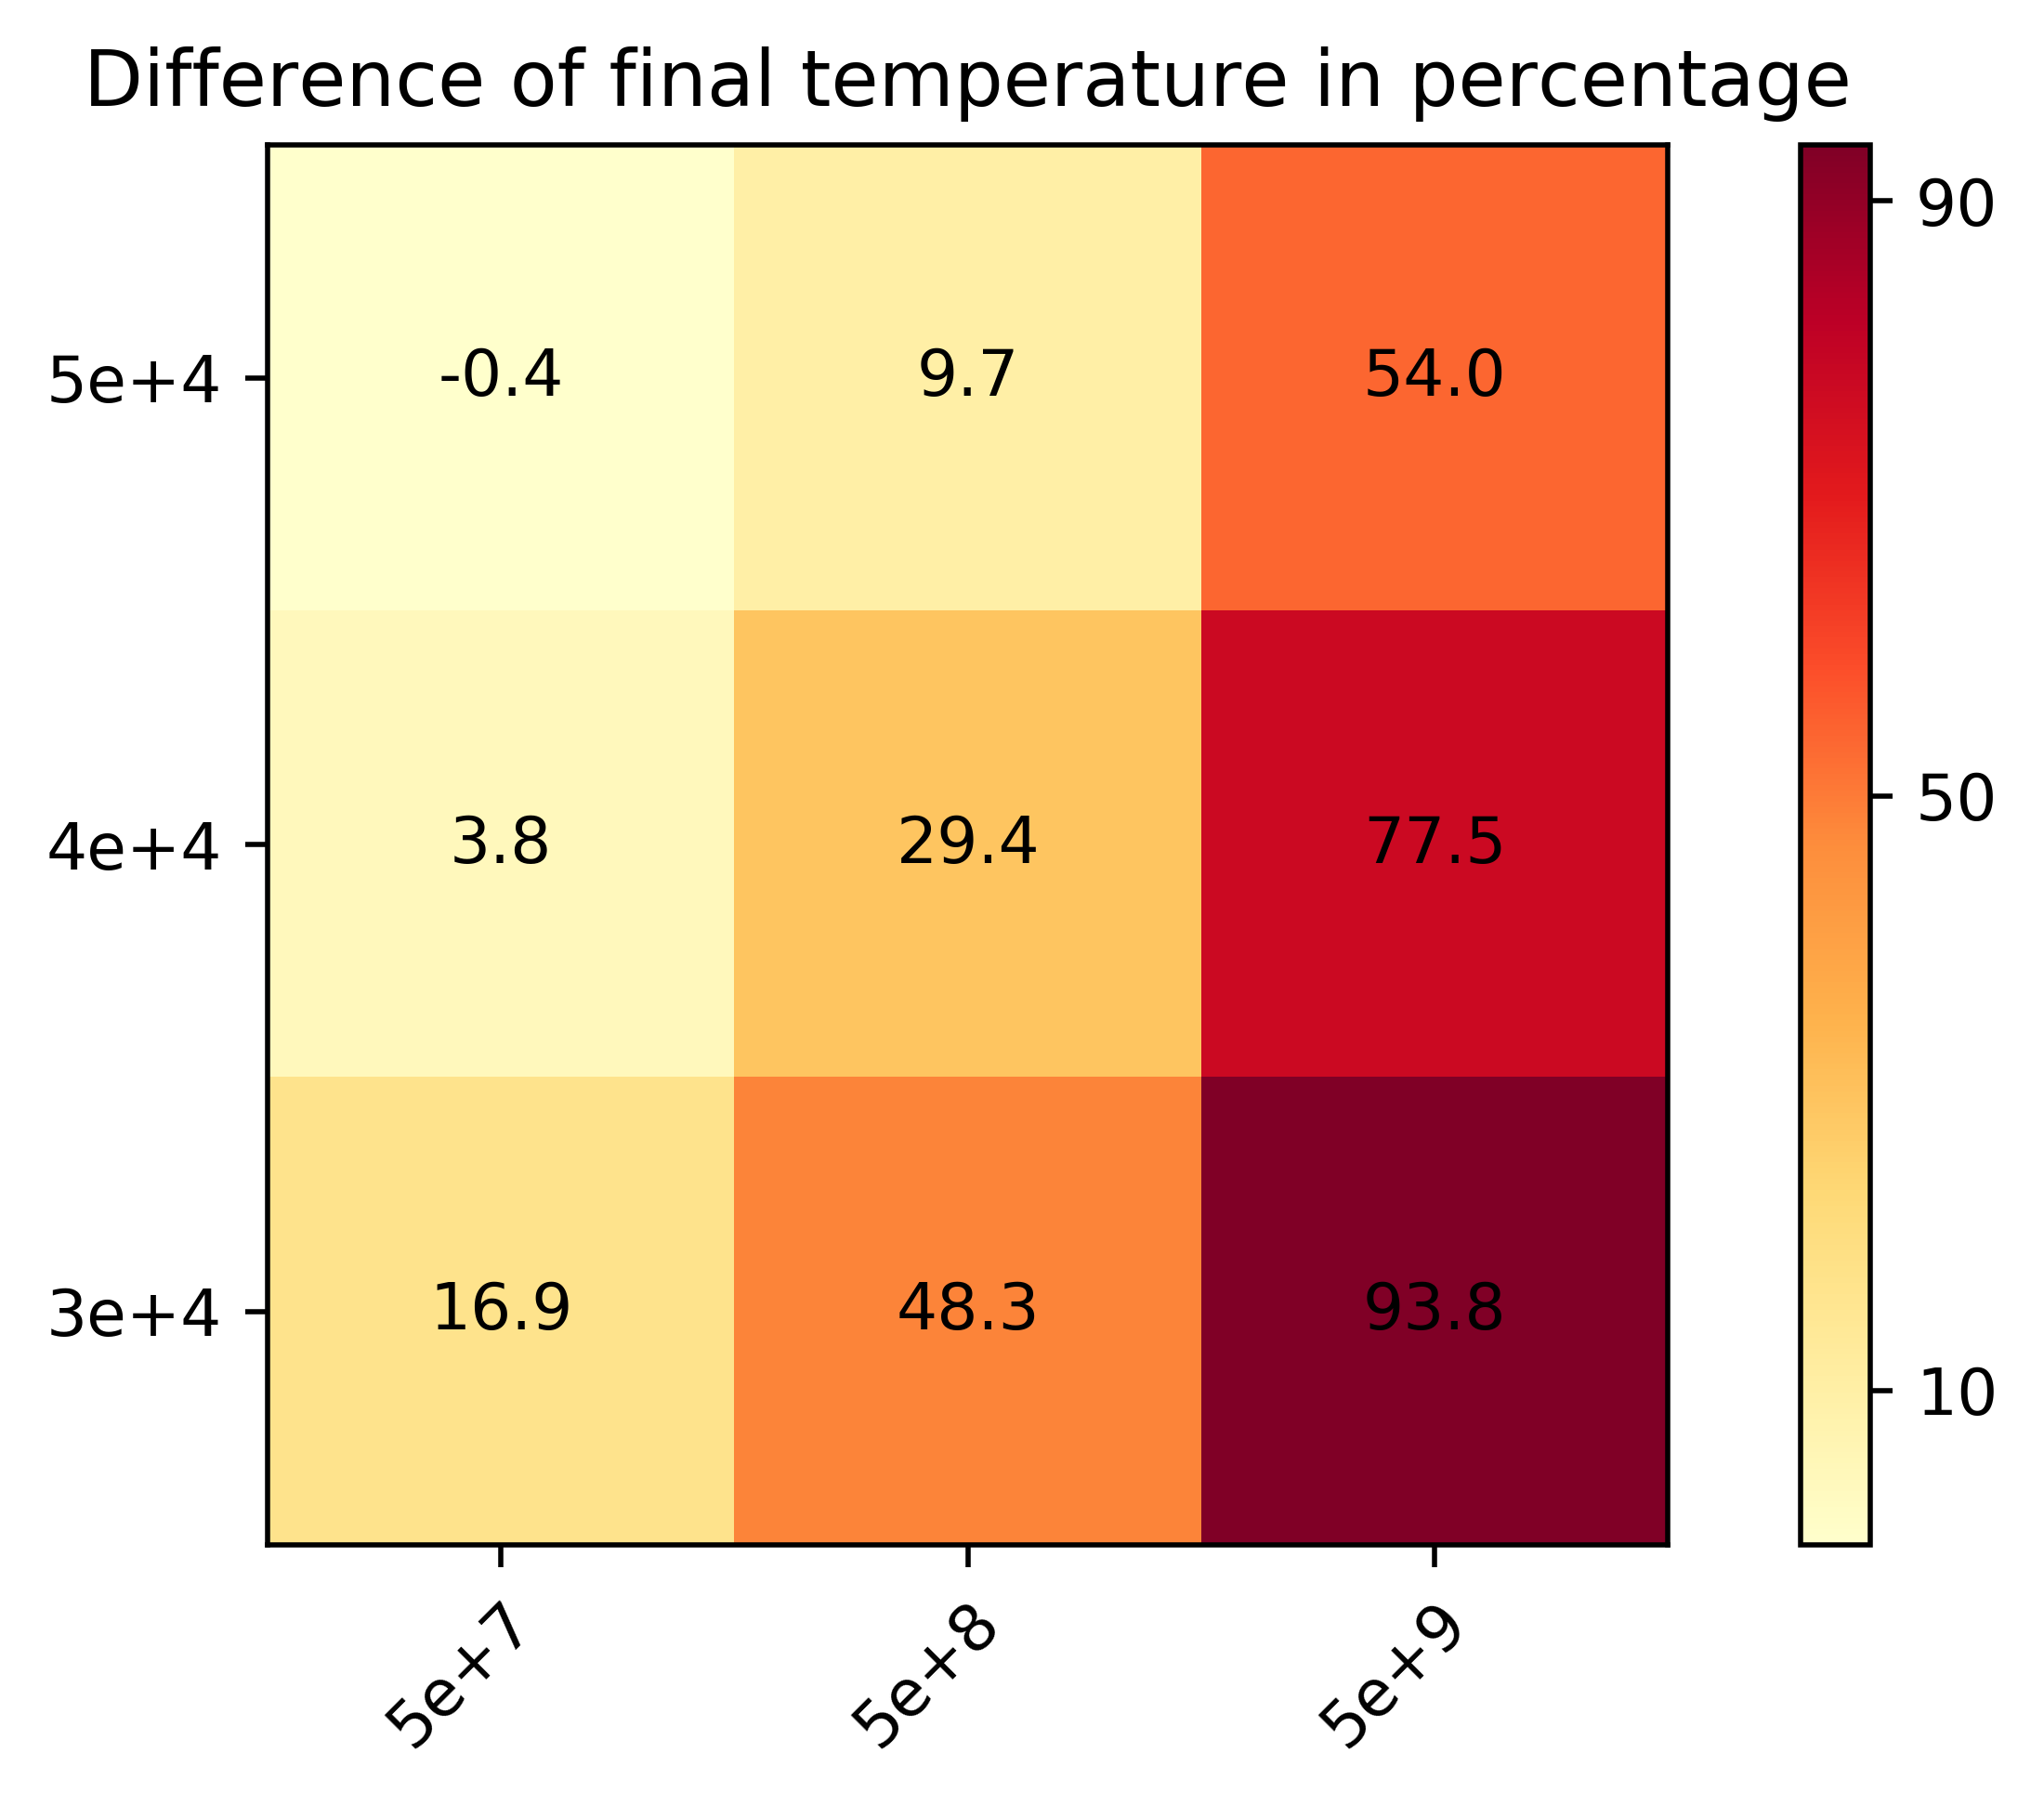 Difference of final temperature in percentage
90
5e+4 -0.4 9.7 54.0
50
4e+4 3.8 29.4 77.5
3e+4 16.9 48.3 93.8
10
5e+7 5e+8 5e+9